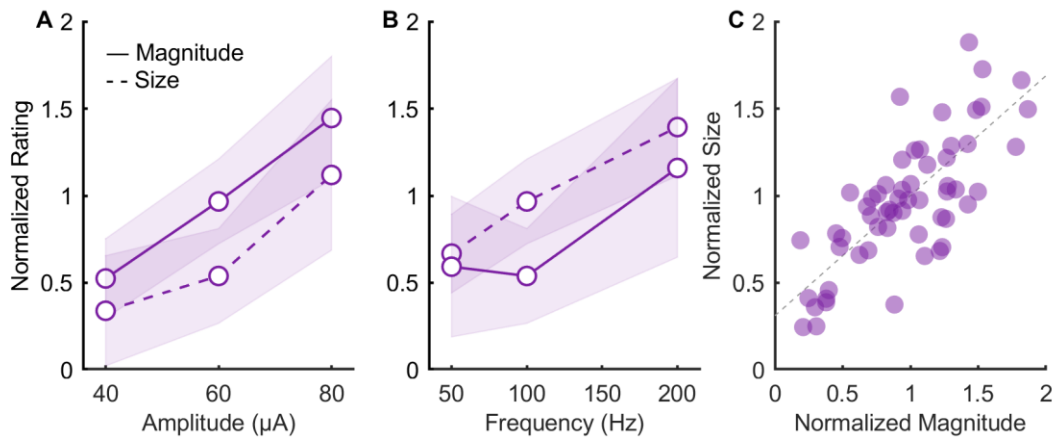 A
2
1.5
1
0.5
0
Normalized Rating
Magnitude
Size
40
60
80
Amplitude (µA)
B
2
1.5
1
0.5
0
50
100
200
Frequency (Hz)
C
2
1.5
1
0.5
0
Normalized Size
0
0.5
1
1.5
2
Normalized Magnitude